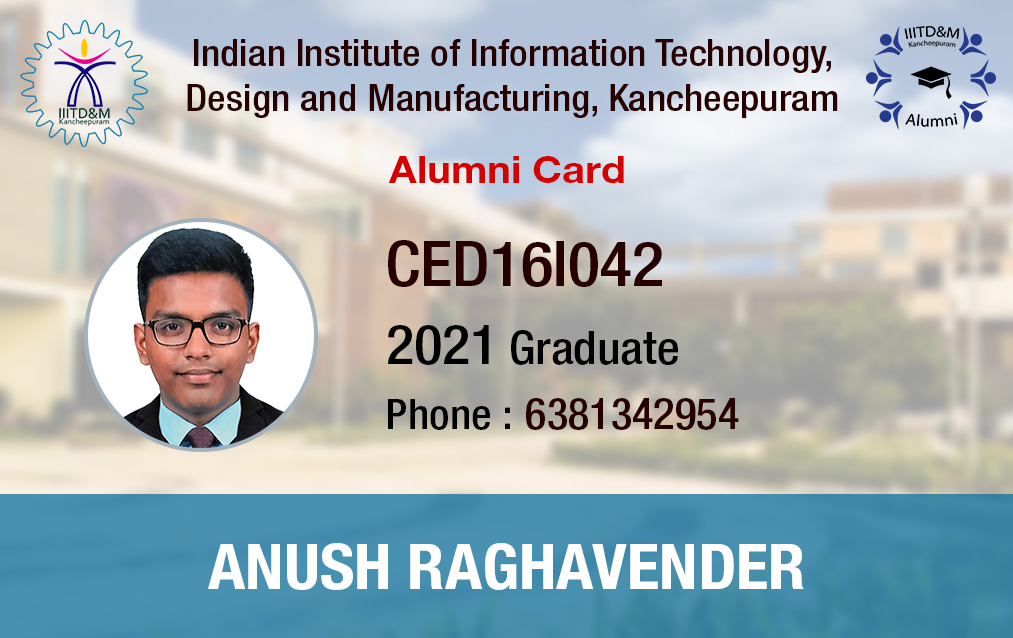 Indian Institute of Information Technology,
Design and Manufacturing, Kancheepuram
IIITD&M
Kancheepuram
IIITD&M
Kancheepuram
Alumni
Alumni Card
CED16I042
2021 Graduate
Phone : 6381342954
ANUSH RAGHAVENDER